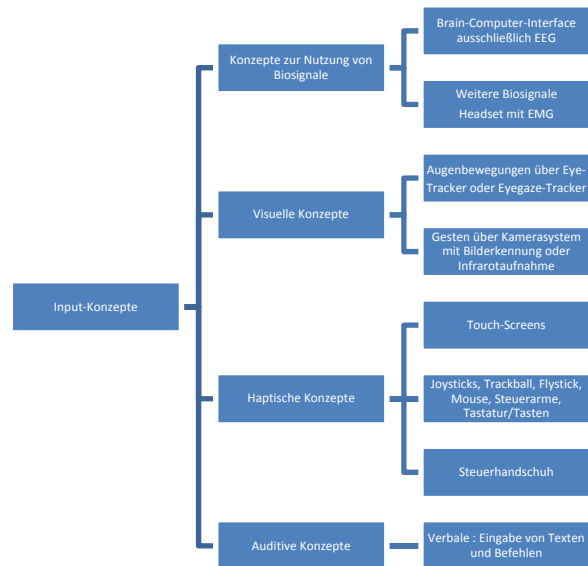 Brain-Computer-Interface
ausschließlich EEG
Konzepte zur Nutzung von
Biosignale
Weitere Biosignale
Headset mit EMG
Augenbewegungen über Eye-
Tracker oder Eyegaze-Tracker
Visuelle Konzepte
Gesten über Kamerasystem
mit Bilderkennung oder
Infrarotaufnahme
Input-Konzepte
Touch-Screens
Haptische Konzepte
Joysticks, Trackball, Flystick,
Mouse, Steuerarme,
Tastatur/Tasten
Steuerhandschuh
Auditive Konzepte
Verbale : Eingabe von Texten
und Befehlen